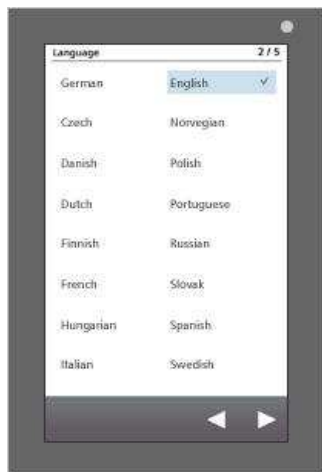 Language 2 / 5
German English ✓
Czech Norwegian
Danish Polish
Dutch Portuguese
Finnish Russian
French Slovak
Hungarian Spanish
Italian Swedish